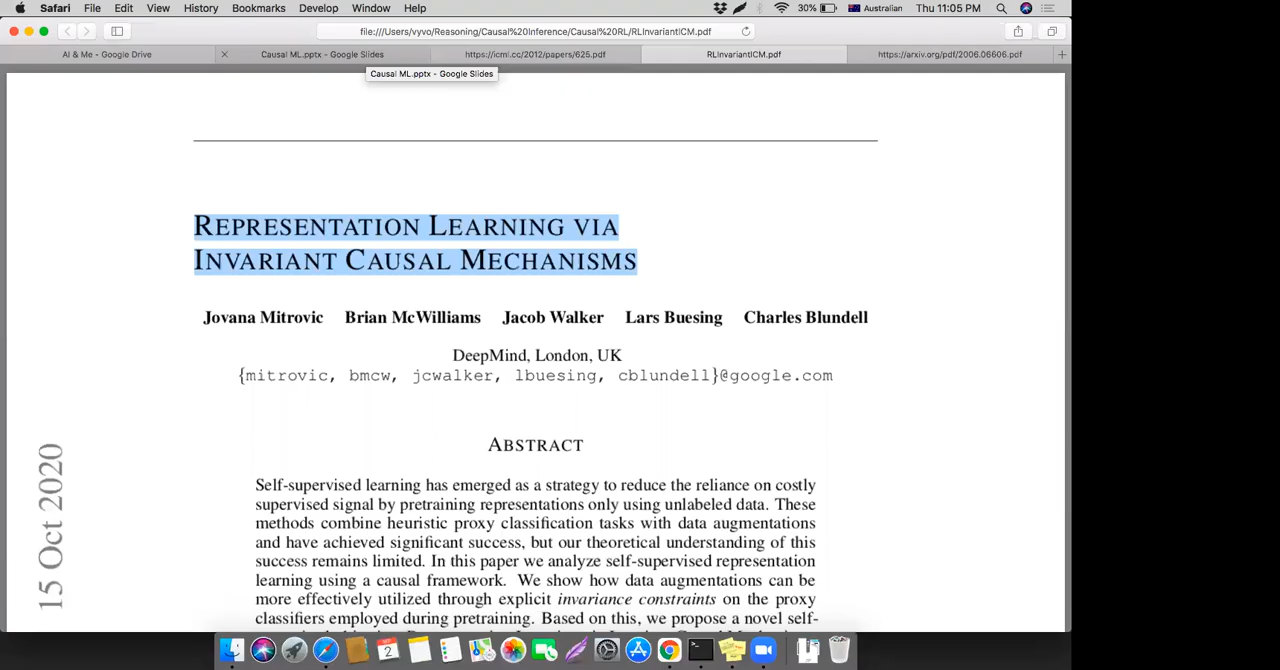 Safari File Edit View History Bookmarks Develop Window Help 30% Australian Thu 11:05 PM
file:///Users/vyvo/Reasoning/Causal%20Inference/Causal%20RL/RLInvariantICM.pdf
AI & Me - Google Drive Causal ML.pptx - Google Slides https://icml.cc/2012/papers/625.pdf RLInvariantICM.pdf https://arxiv.org/pdf/2006.06606.pdf
Causal ML.pptx - Google Slides
REPRESENTATION LEARNING VIA
INVARIANT CAUSAL MECHANISMS
Jovana Mitrovic Brian McWilliams Jacob Walker Lars Buesing Charles Blundell
DeepMind, London, UK
{mitrovic, bmcw, jcwalker, lbuesing, cblundell}@google.com
ABSTRACT
15 Oct 2020
Self-supervised learning has emerged as a strategy to reduce the reliance on costly
supervised signal by pretraining representations only using unlabeled data. These
methods combine heuristic proxy classification tasks with data augmentations
and have achieved significant success, but our theoretical understanding of this
success remains limited. In this paper we analyze self-supervised representation
learning using a causal framework. We show how data augmentations can be
more effectively utilized through explicit invariance constraints on the proxy
classifiers employed during pretraining. Based on this, we propose a novel self-
SEP
2